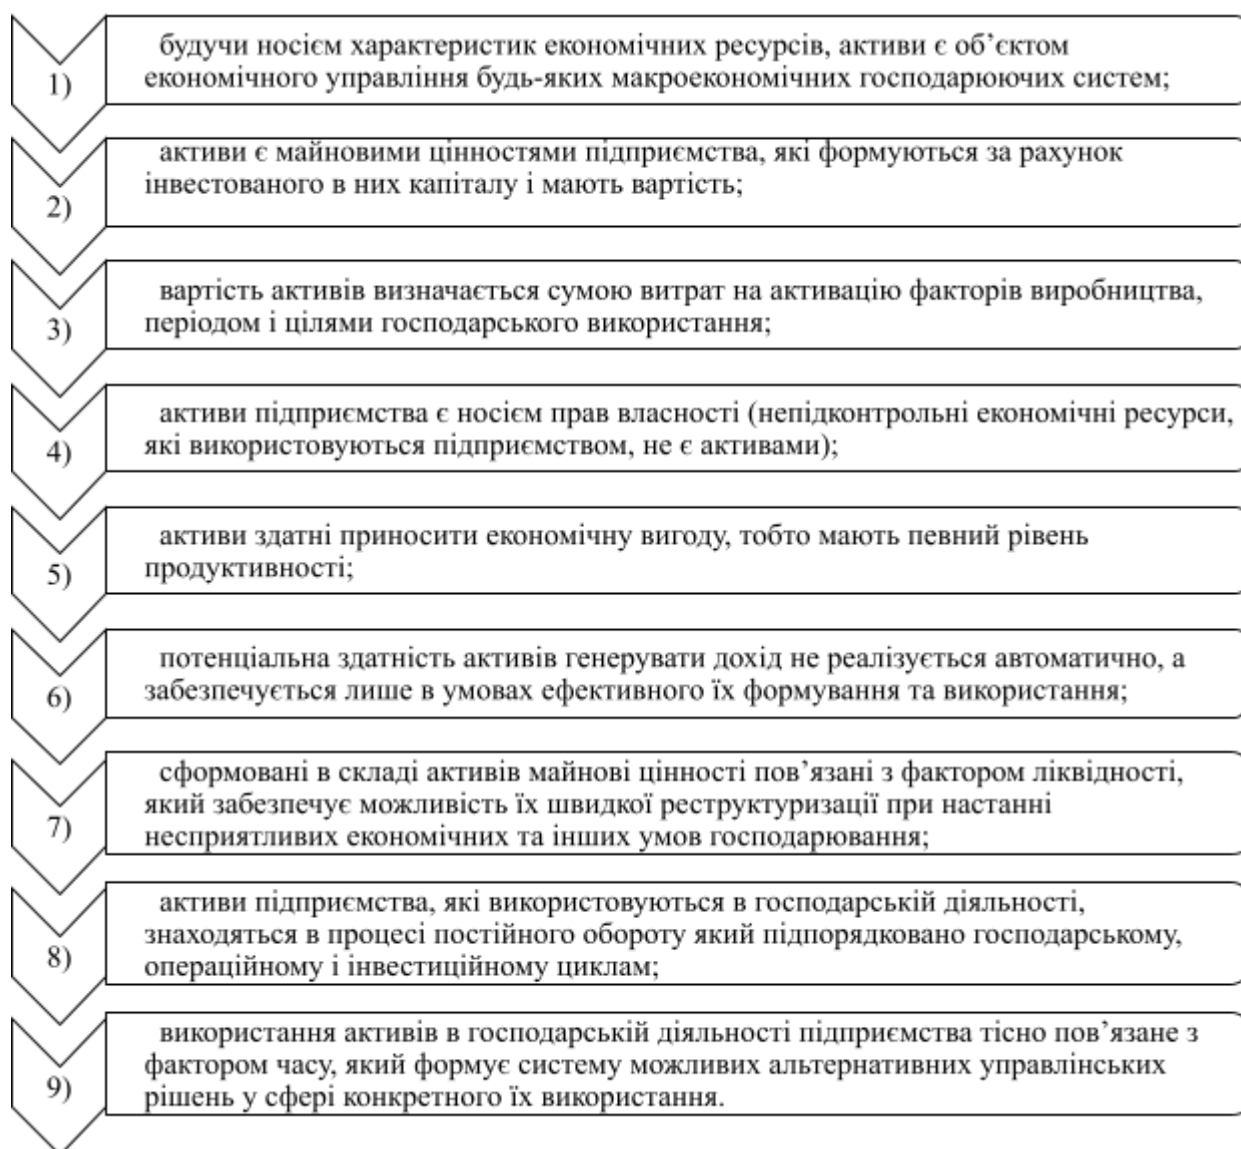 1)
будучи носієм характеристик економічних ресурсів, активи є об’єктом
економічного управління будь-яких макроекономічних господарюючих систем;
2)
активи є майновими цінностями підприємства, які формуються за рахунок
інвестованого в них капіталу і мають вартість;
3)
вартість активів визначається сумою витрат на активацію факторів виробництва,
періодом і цілями господарського використання;
4)
активи підприємства є носієм прав власності (непідконтрольні економічні ресурси,
які використовуються підприємством, не є активами);
5)
активи здатні приносити економічну вигоду, тобто мають певний рівень
продуктивності;
6)
потенціальна здатність активів генерувати дохід не реалізується автоматично, а
забезпечується лише в умовах ефективного їх формування та використання;
7)
сформовані в складі активів майнові цінності пов’язані з фактором ліквідності,
який забезпечує можливість їх швидкої реструктуризації при настанні
несприятливих економічних та інших умов господарювання;
8)
активи підприємства, які використовуються в господарській діяльності,
знаходяться в процесі постійного обороту який підпорядковано господарському,
операційному і інвестиційному циклам;
9)
використання активів в господарській діяльності підприємства тісно пов’язане з
фактором часу, який формує систему можливих альтернативних управлінських
рішень у сфері конкретного їх використання.